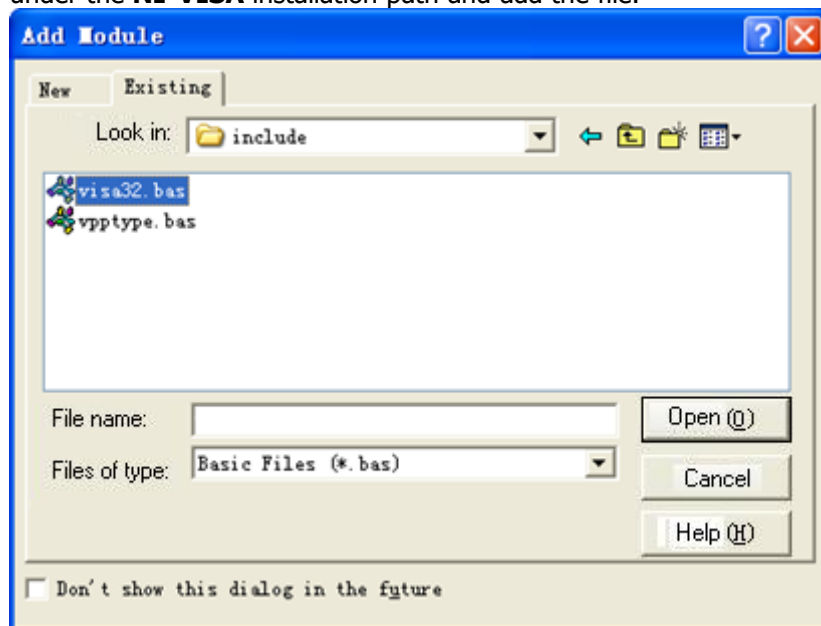 under the NI-VISA installation path and add the file.
Add Module
New Existing
Look in: include
visa32.bas
vpptype.bas
File name:
Open (O)
Files of type: Basic Files (*.bas)
Cancel
Help (H)
Don't show this dialog in the future